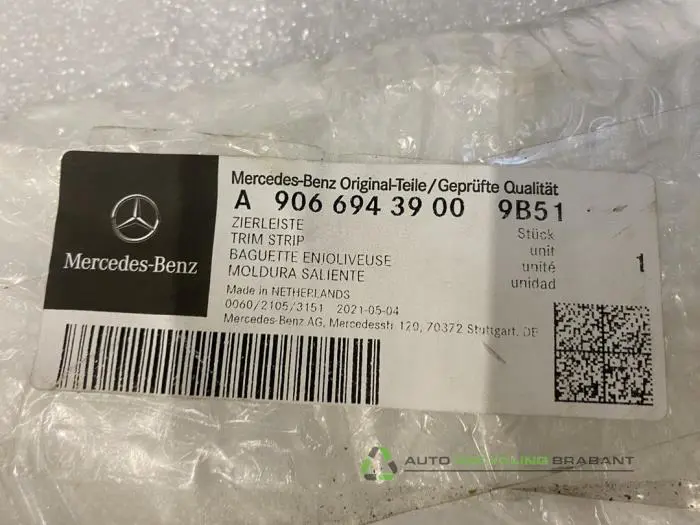 Mercedes-Benz Original-Teile/Geprüfte Qualität
A 906 694 39 00 9B51
ZIERLEISTE
TRIM STRIP
BAGUETTE ENJOLIVEUSE
MOLDURA SALIENTE
Stück
unit
unité
unidad
1
Made in NETHERLANDS
0060/2105/3151 2021-05-04
Mercedes-Benz AG, Mercedesstr. 120, 70372 Stuttgart, DE
Mercedes-Benz
AUTO RECYCLING BRABANT